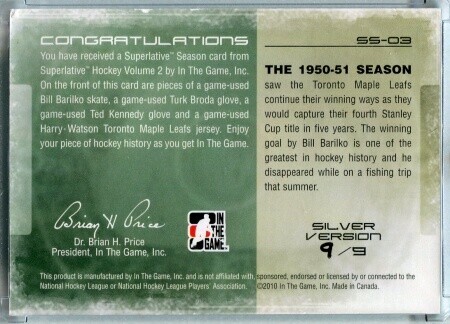 CONGRATULATIONS
You have received a Superlative™ Season card from
Superlative™ Hockey Volume 2 by In The Game, Inc.
On the front of this card are pieces of a game-used
Bill Barilko skate, a game-used Turk Broda glove, a
game-used Ted Kennedy glove and a game-used
Harry Watson Toronto Maple Leafs jersey. Enjoy
your piece of hockey history as you get In The Game.
Brian H Price
Dr. Brian H. Price
President, In The Game, Inc.
IN
THE
GAME
SS-03
THE 1950-51 SEASON
saw the Toronto Maple Leafs
continue their winning ways as they
would capture their fourth Stanley
Cup title in five years. The winning
goal by Bill Barilko is one of the
greatest in hockey history and he
disappeared while on a fishing trip
that summer.
SILVER
VERSION
9/9
This product is manufactured by In The Game, Inc. and is not affiliated with, sponsored, endorsed or licensed by or connected to the
National Hockey League or National Hockey League Players' Association. ©2010 In The Game, Inc. Made in Canada.